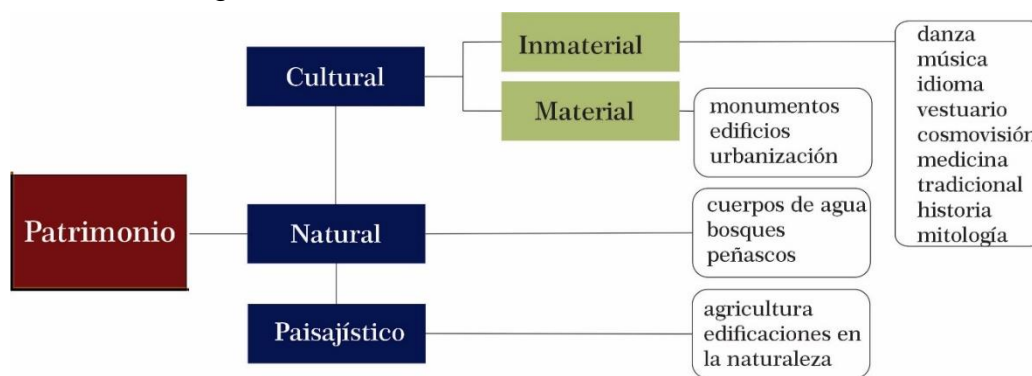 Patrimonio
Cultural
Inmaterial
danza
música
idioma
vestuario
cosmovisión
medicina
tradicional
historia
mitología
Material
monumentos
edificios
urbanización
Natural
cuerpos de agua
bosques
peñascos
Paisajístico
agricultura
edificaciones en
la naturaleza